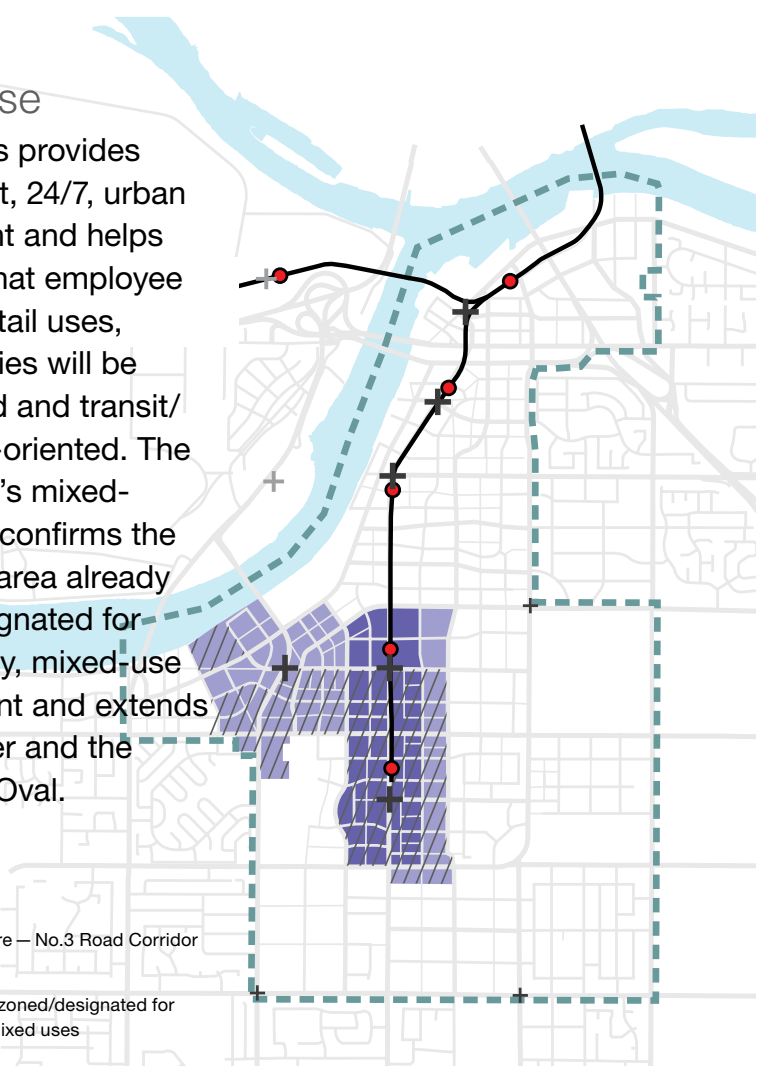 se
s provides
t, 24/7, urban
nt and helps
hat employee
tail uses,
ies will be
d and transit/
-oriented. The
's mixed-
confirms the
area already
gnated for
y, mixed-use
nt and extends
er and the
Oval.
re — No.3 Road Corridor
zoned/designated for
ixed uses